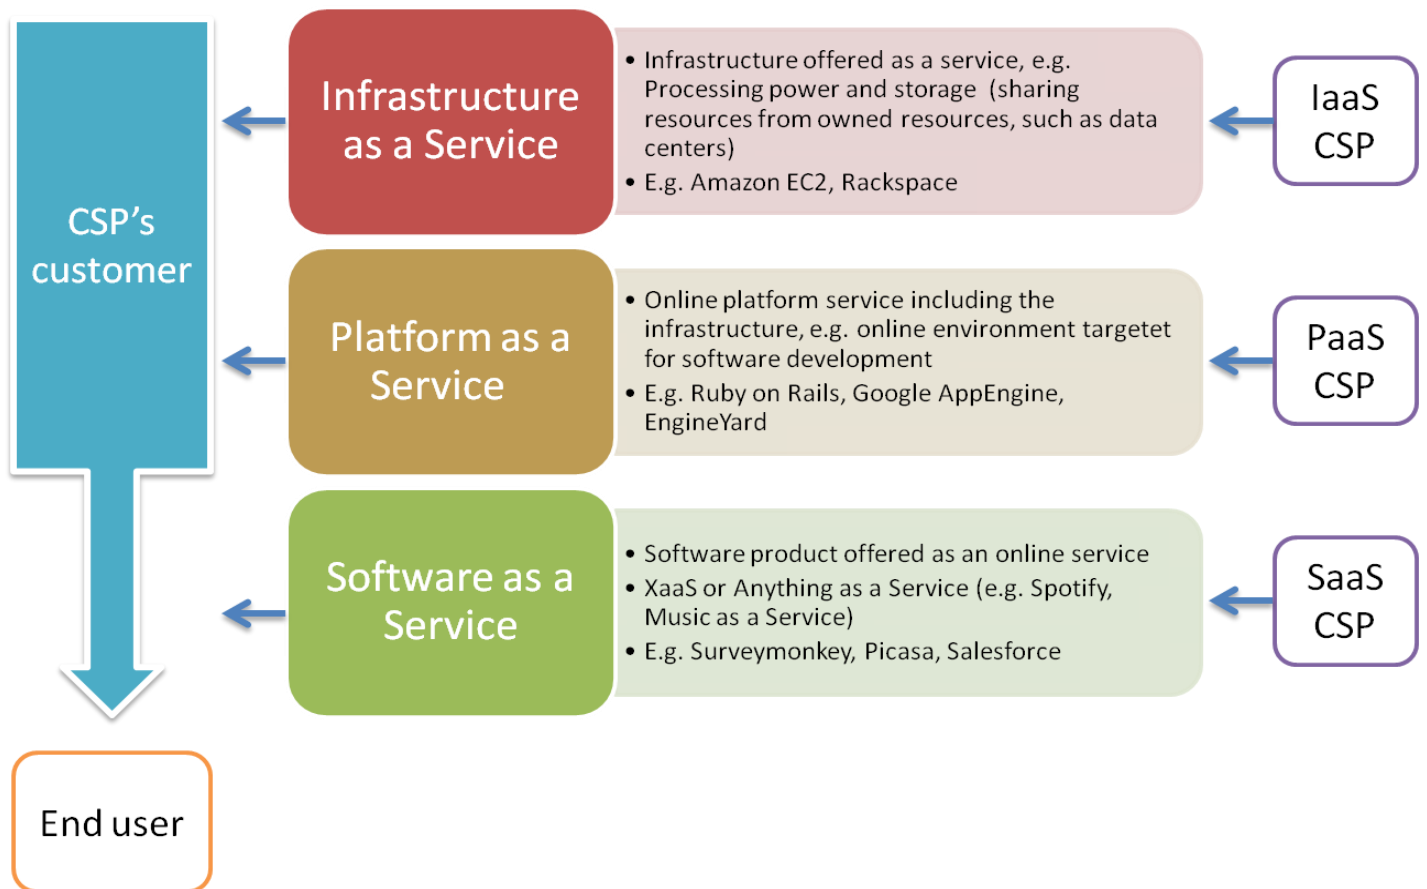 CSP's
customer
Infrastructure
as a Service
• Infrastructure offered as a service, e.g.
Processing power and storage (sharing
resources from owned resources, such as data
centers)
• E.g. Amazon EC2, Rackspace
IaaS
CSP
Platform as a
Service
• Online platform service including the
infrastructure, e.g. online environment targetet
for software development
• E.g. Ruby on Rails, Google AppEngine,
EngineYard
PaaS
CSP
Software as a
Service
• Software product offered as an online service
• XaaS or Anything as a Service (e.g. Spotify,
Music as a Service)
• E.g. Surveymonkey, Picasa, Salesforce
SaaS
CSP
End user